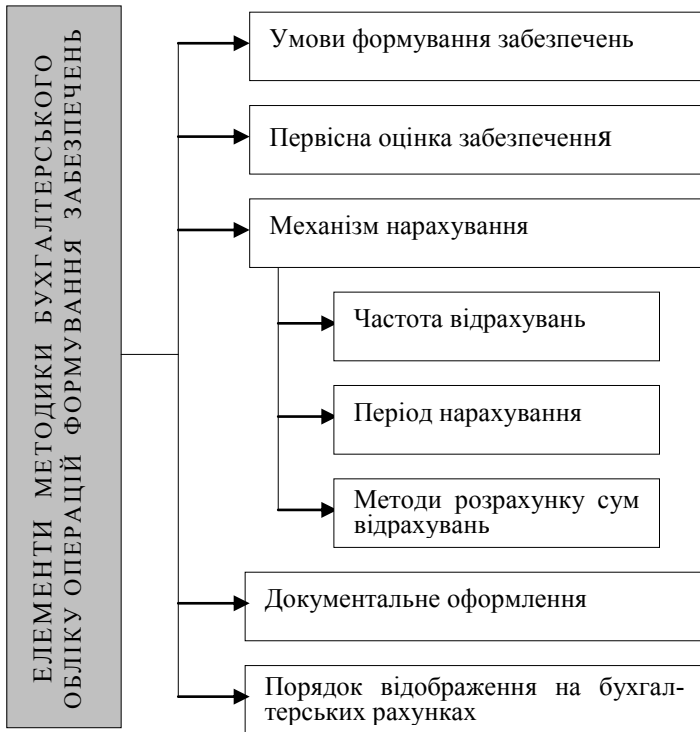 ЕЛЕМЕНТИ МЕТОДИКИ БУХГАЛТЕРСЬКОГО
ОБЛІКУ ОПЕРАЦІЙ ФОРМУВАННЯ ЗАБЕЗПЕЧЕНЬ
Умови формування забезпечень
Первісна оцінка забезпечення
Механізм нарахування
Частота відрахувань
Період нарахування
Методи розрахунку сум
відрахувань
Документальне оформлення
Порядок відображення на бухгал-
терських рахунках